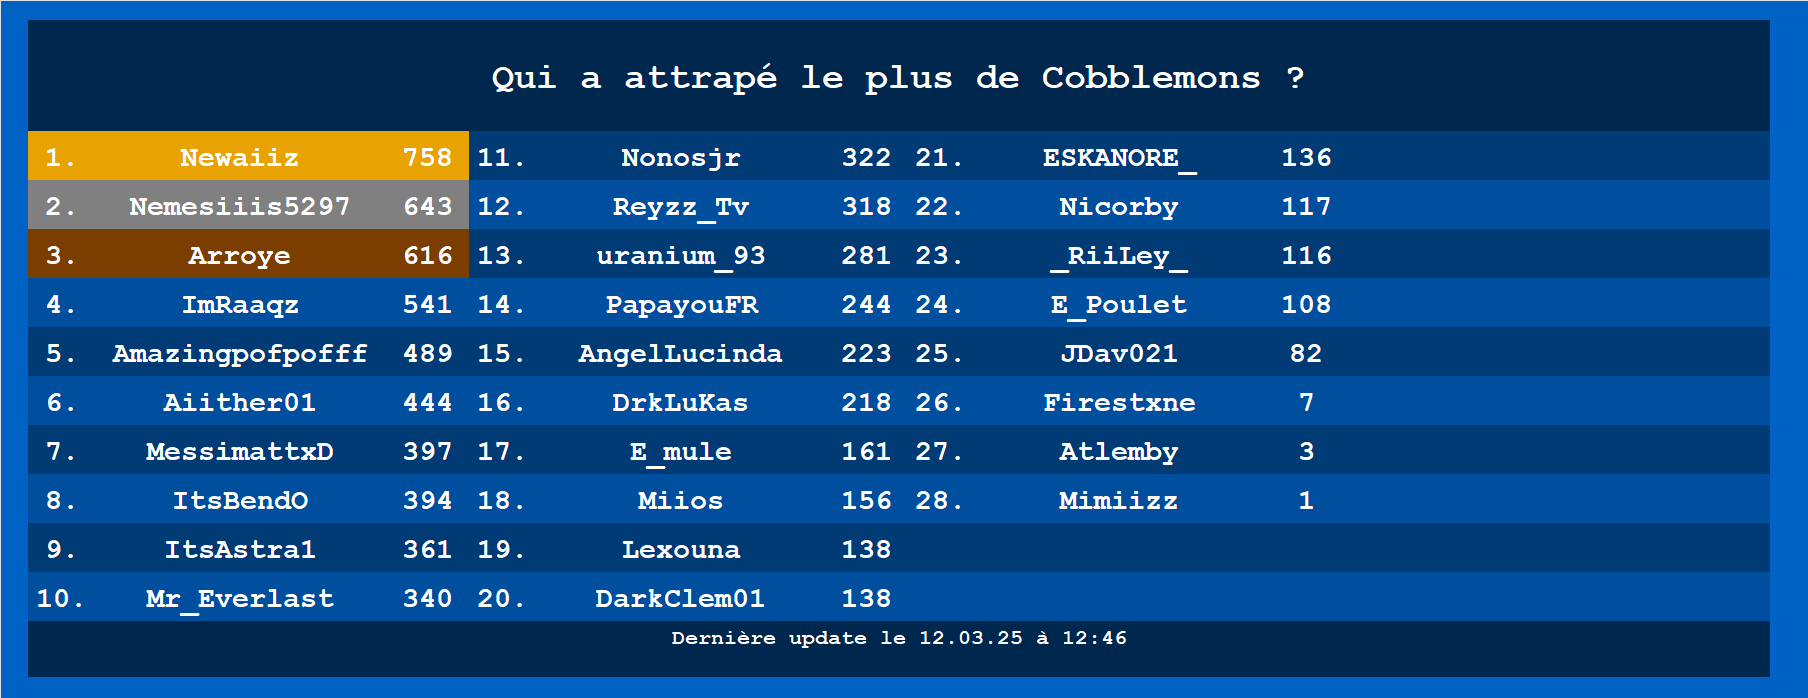 Qui a attrapé le plus de Cobblemons ?
1. Newaiiz 758 11. Nonosjr 322 21. ESKANORE_ 136
2. Nemesiiis5297 643 12. Reyzz_Tv 318 22. Nicorby 117
3. Arroye 616 13. uranium_93 281 23. _RiiLey_ 116
4. ImRaaqz 541 14. PapayouFR 244 24. E_Poulet 108
5. Amazingpofpofff 489 15. AngelLucinda 223 25. JDav021 82
6. Aiither01 444 16. DrkLuKas 218 26. Firestxne 7
7. MessimattxD 397 17. E_mule 161 27. Atlemby 3
8. ItsBendO 394 18. Miios 156 28. Mimiizz 1
9. ItsAstra1 361 19. Lexouna 138
10. Mr_Everlast 340 20. DarkClem01 138
Dernière update le 12.03.25 à 12:46